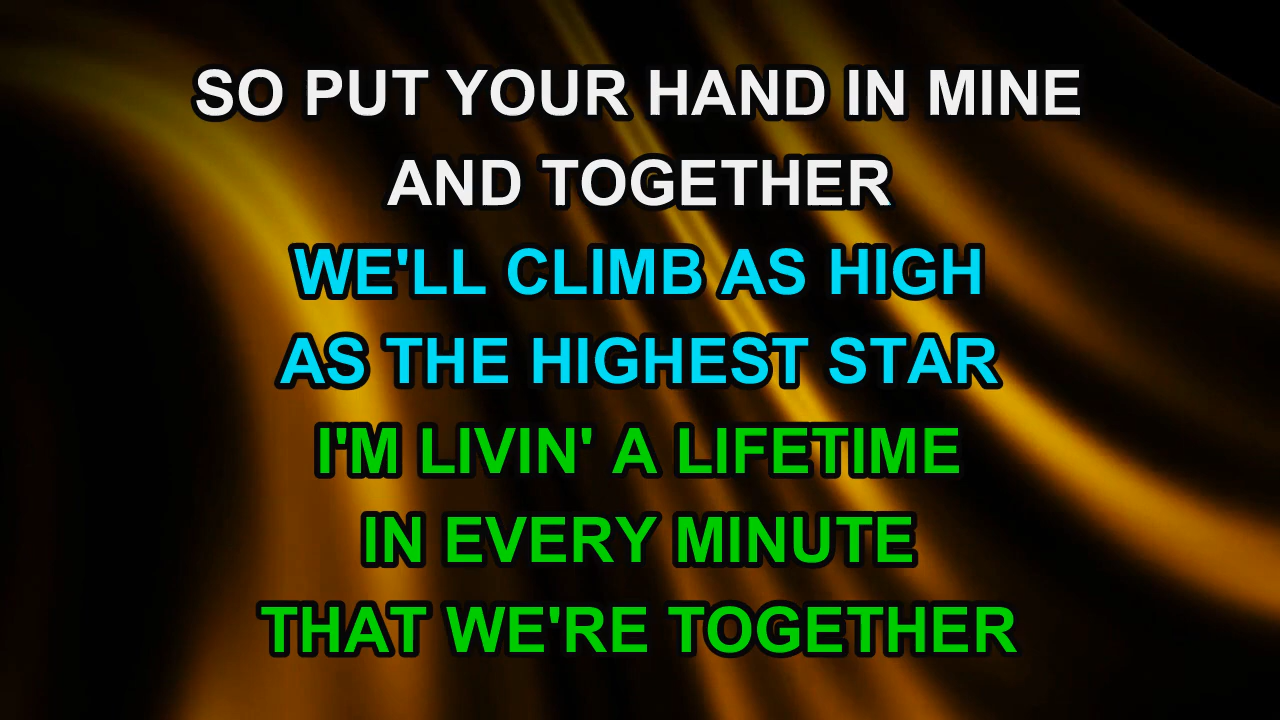 SO PUT YOUR HAND IN MINE
AND TOGETHER
WE'LL CLIMB AS HIGH
AS THE HIGHEST STAR
I'M LIVIN' A LIFETIME
IN EVERY MINUTE
THAT WE'RE TOGETHER